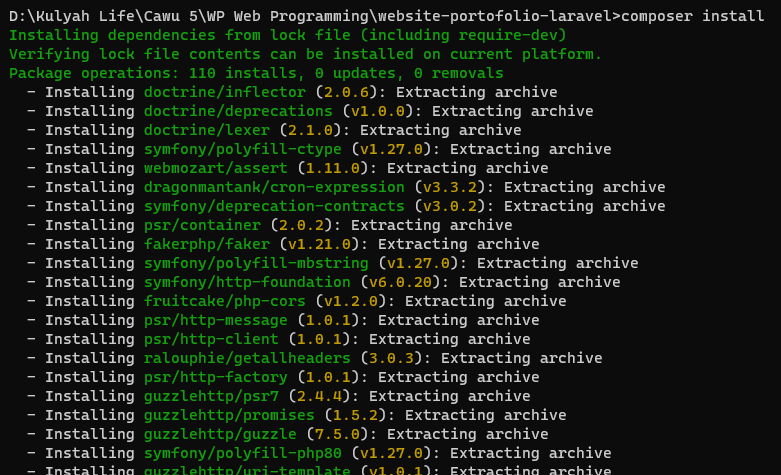 D:\Kulyah Life\Cawu 5\WP Web Programming\website-portofolio-laravel>composer install
Installing dependencies from lock file (including require-dev)
Verifying lock file contents can be installed on current platform.
Package operations: 110 installs, 0 updates, 0 removals
- Installing doctrine/inflector (2.0.6): Extracting archive
- Installing doctrine/deprecations (v1.0.0): Extracting archive
- Installing doctrine/lexer (2.1.0): Extracting archive
- Installing symfony/polyfill-ctype (v1.27.0): Extracting archive
- Installing webmozart/assert (1.11.0): Extracting archive
- Installing dragonmantank/cron-expression (v3.3.2): Extracting archive
- Installing symfony/deprecation-contracts (v3.0.2): Extracting archive
- Installing psr/container (2.0.2): Extracting archive
- Installing fakerphp/faker (v1.21.0): Extracting archive
- Installing symfony/polyfill-mbstring (v1.27.0): Extracting archive
- Installing symfony/http-foundation (v6.0.20): Extracting archive
- Installing fruitcake/php-cors (v1.2.0): Extracting archive
- Installing psr/http-message (1.0.1): Extracting archive
- Installing psr/http-client (1.0.1): Extracting archive
- Installing ralouphie/getallheaders (3.0.3): Extracting archive
- Installing psr/http-factory (1.0.1): Extracting archive
- Installing guzzlehttp/psr7 (2.4.4): Extracting archive
- Installing guzzlehttp/promises (1.5.2): Extracting archive
- Installing guzzlehttp/guzzle (7.5.0): Extracting archive
- Installing symfony/polyfill-php80 (v1.27.0): Extracting archive
- Installing guzzlehttp/uri-template (v1.0.1): Extracting archive